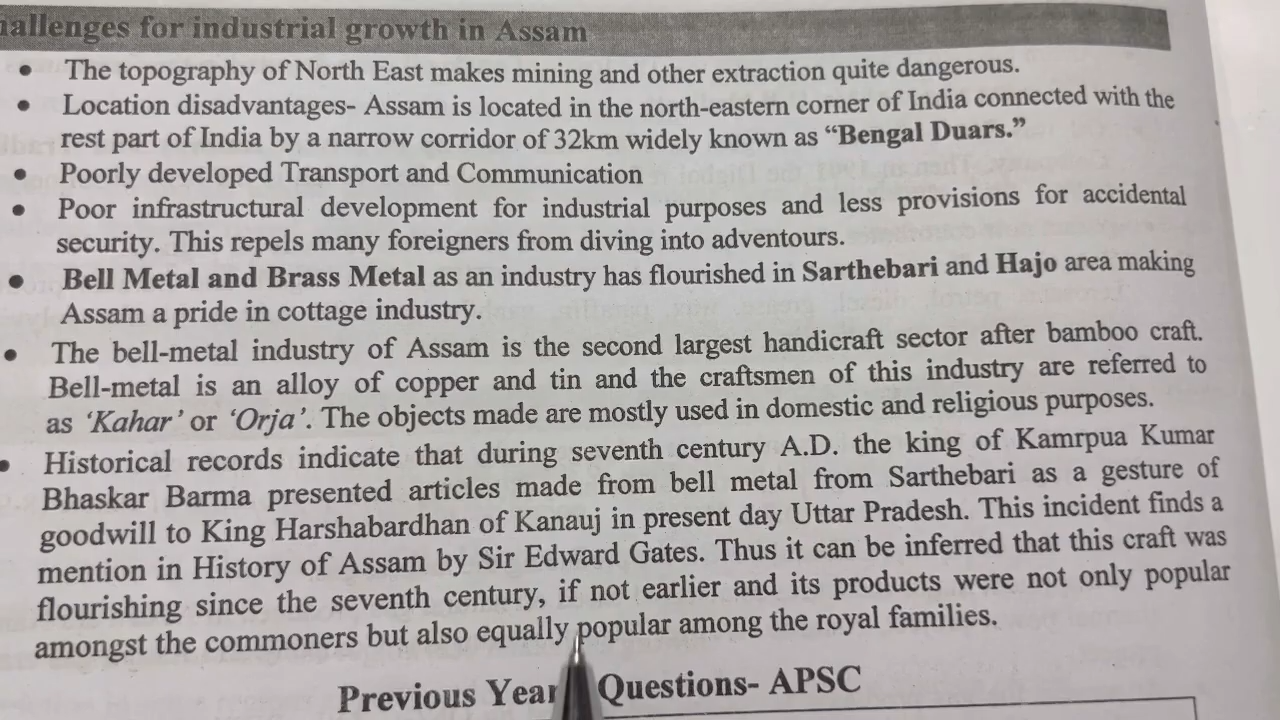 hallenges for industrial growth in Assam
• The topography of North East makes mining and other extraction quite dangerous.
• Location disadvantages- Assam is located in the north-eastern corner of India connected with the
rest part of India by a narrow corridor of 32km widely known as “Bengal Duars.”
• Poorly developed Transport and Communication
• Poor infrastructural development for industrial purposes and less provisions for accidental
security. This repels many foreigners from diving into adventours.
• Bell Metal and Brass Metal as an industry has flourished in Sarthebari and Hajo area making
Assam a pride in cottage industry.
• The bell-metal industry of Assam is the second largest handicraft sector after bamboo craft.
Bell-metal is an alloy of copper and tin and the craftsmen of this industry are referred to
as ‘Kahar’ or ‘Orja’. The objects made are mostly used in domestic and religious purposes.
• Historical records indicate that during seventh century A.D. the king of Kamrpua Kumar
Bhaskar Barma presented articles made from bell metal from Sarthebari as a gesture of
goodwill to King Harshabardhan of Kanauj in present day Uttar Pradesh. This incident finds a
mention in History of Assam by Sir Edward Gates. Thus it can be inferred that this craft was
flourishing since the seventh century, if not earlier and its products were not only popular
amongst the commoners but also equally popular among the royal families.
Previous Year Questions- APSC